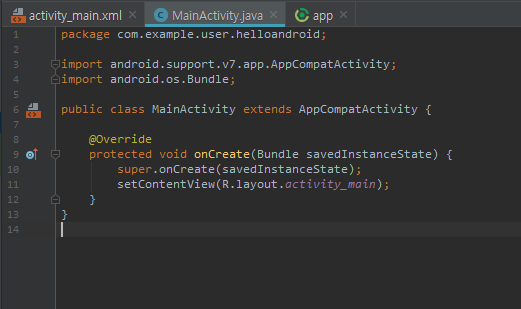 activity_main.xml MainActivity.java app
1 package com.example.user.helloandroid;
2
3 import android.support.v7.app.AppCompatActivity;
4 import android.os.Bundle;
5
6 public class MainActivity extends AppCompatActivity {
7
8 @Override
9 protected void onCreate(Bundle savedInstanceState) {
10 super.onCreate(savedInstanceState);
11 setContentView(R.layout.activity_main);
12 }
13 }
14